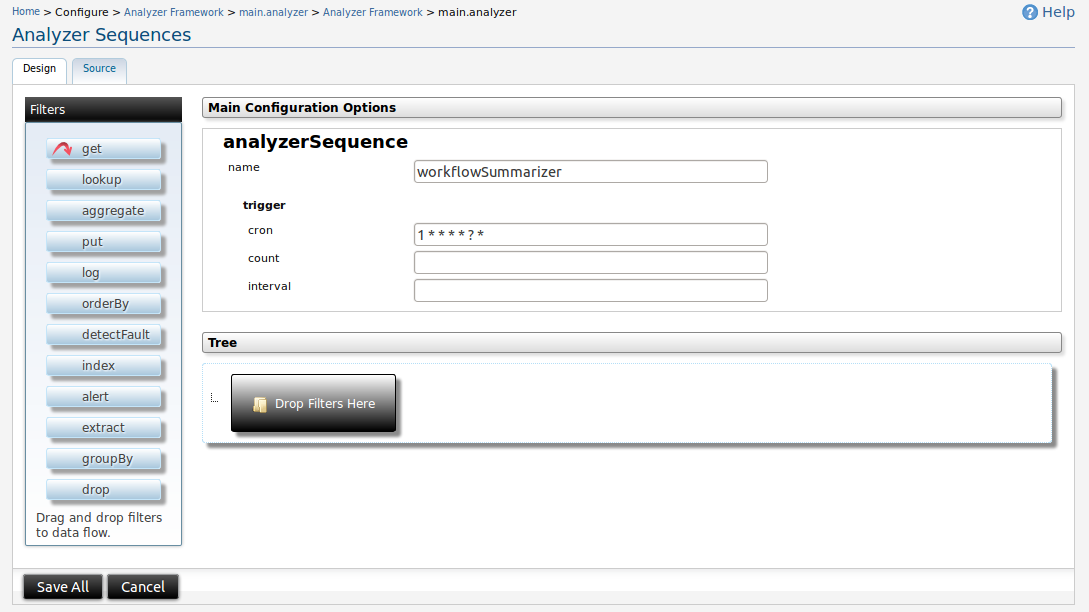 Home > Configure > Analyzer Framework > main.analyzer > Analyzer Framework > main.analyzer
Help
Analyzer Sequences
Design
Source
Filters
get
lookup
aggregate
put
log
orderBy
detectFault
index
alert
extract
groupBy
drop
Drag and drop filters
to data flow.
Main Configuration Options
analyzerSequence
name
workflowSummarizer
trigger
cron
1 * * * * ? *
count
interval
Tree
Drop Filters Here
Save All
Cancel